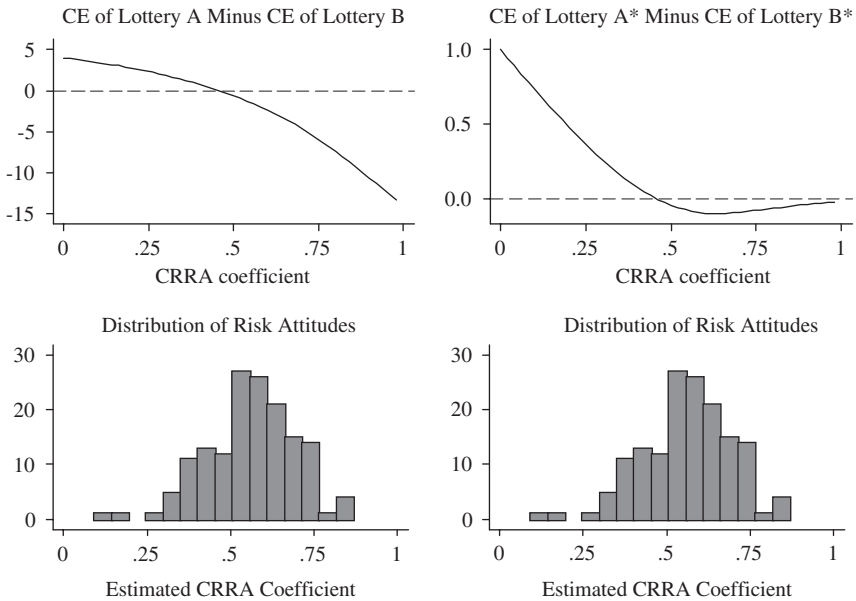 CE of Lottery A Minus CE of Lottery B
5
0
-5
-10
-15
0 .25 .5 .75 1
CRRA coefficient
CE of Lottery A* Minus CE of Lottery B*
1.0
0.5
0.0
0 .25 .5 .75 1
CRRA coefficient
Distribution of Risk Attitudes
30
20
10
0
0 .25 .5 .75 1
Estimated CRRA Coefficient
Distribution of Risk Attitudes
30
20
10
0
0 .25 .5 .75 1
Estimated CRRA Coefficient